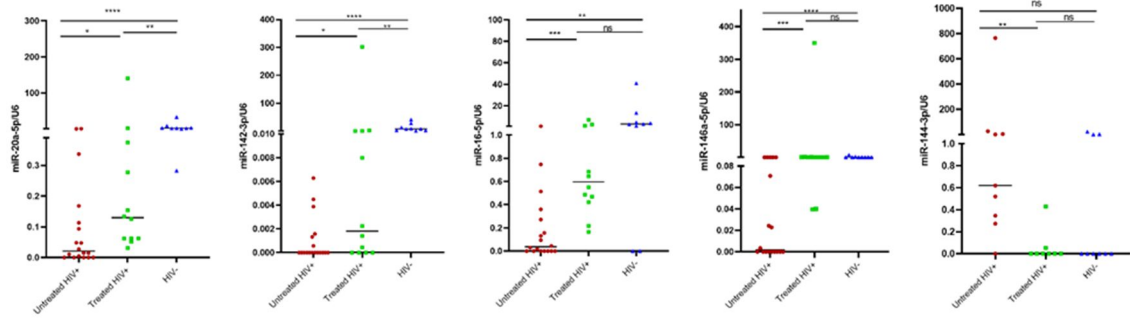 ****
*
**
miR-20a-5p/U6
300
200
100
0.3
0.2
0.1
0.0
Untreated HIV+
Treated HIV+
HIV-
****
*
**
miR-142-3p/U6
400
300
200
100
0.010
0.008
0.006
0.004
0.002
0.000
Untreated HIV+
Treated HIV+
HIV-
**
***
ns
miR-16-5p/U6
100
80
60
40
20
0
1.0
0.8
0.6
0.4
0.2
0.0
Untreated HIV+
Treated HIV+
HIV-
****
***
ns
miR-146a-5p/U6
400
300
200
100
0.08
0.06
0.04
0.02
0.00
Untreated HIV+
Treated HIV+
HIV-
ns
**
ns
miR-144-3p/U6
1000
800
600
400
200
1.0
0.8
0.6
0.4
0.2
0.0
Untreated HIV+
Treated HIV+
HIV-